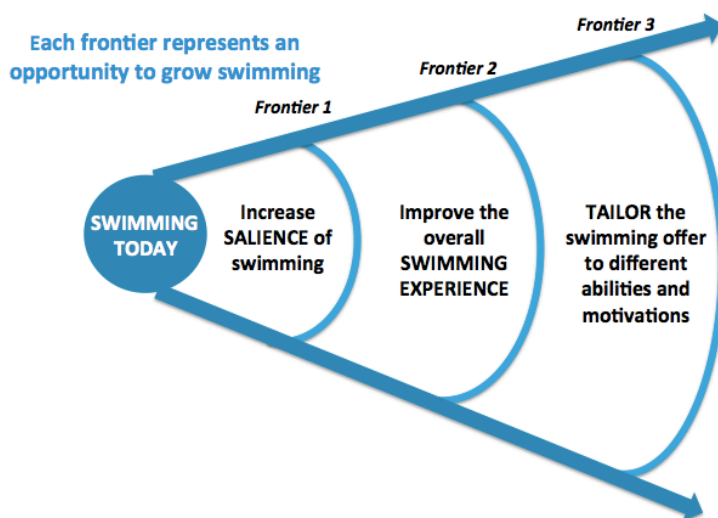 Each frontier represents an
opportunity to grow swimming
Frontier 1
Frontier 2
Frontier 3
SWIMMING
TODAY
Increase
SALIENCE of
swimming
Improve the
overall
SWIMMING
EXPERIENCE
TAILOR the
swimming offer
to different
abilities and
motivations